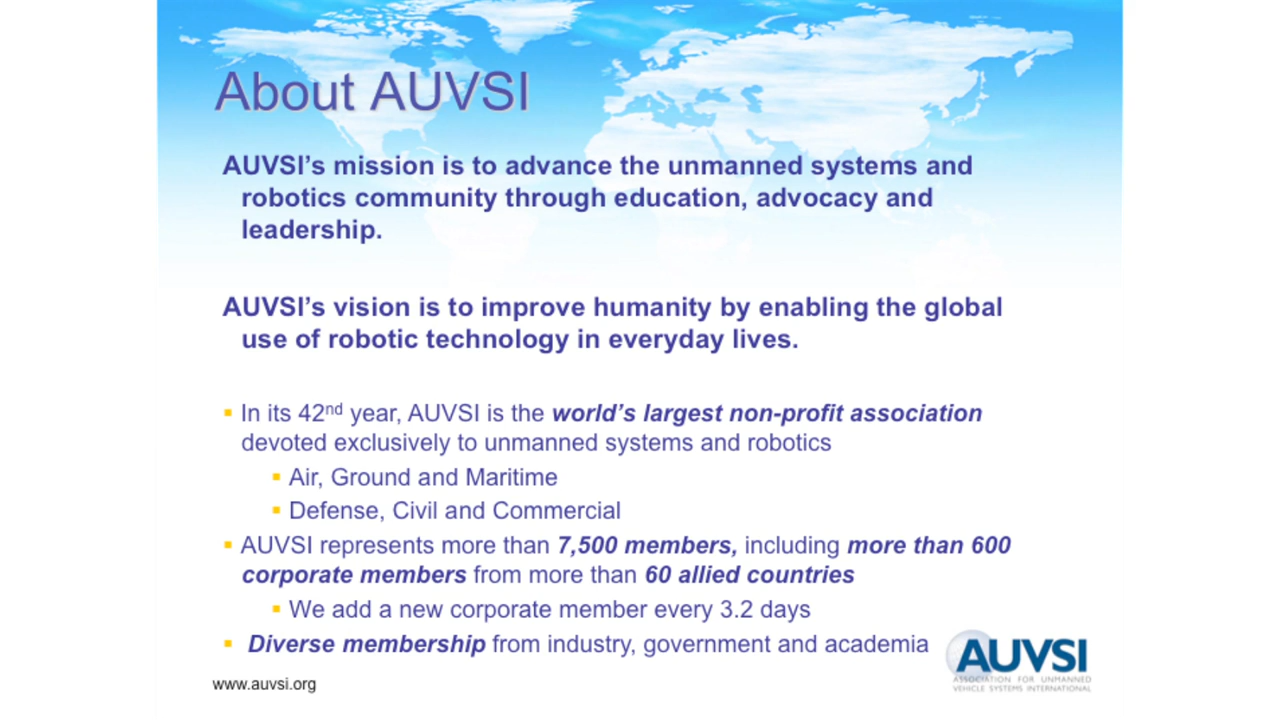 About AUVSI
AUVSI's mission is to advance the unmanned systems and
robotics community through education, advocacy and
leadership.
AUVSI's vision is to improve humanity by enabling the global
use of robotic technology in everyday lives.
▪ In its 42nd year, AUVSI is the world's largest non-profit association
devoted exclusively to unmanned systems and robotics
▪ Air, Ground and Maritime
▪ Defense, Civil and Commercial
▪ AUVSI represents more than 7,500 members, including more than 600
corporate members from more than 60 allied countries
▪ We add a new corporate member every 3.2 days
▪ Diverse membership from industry, government and academia
www.auvsi.org
AUVSI
ASSOCIATION FOR UNMANNED
VEHICLE SYSTEMS INTERNATIONAL